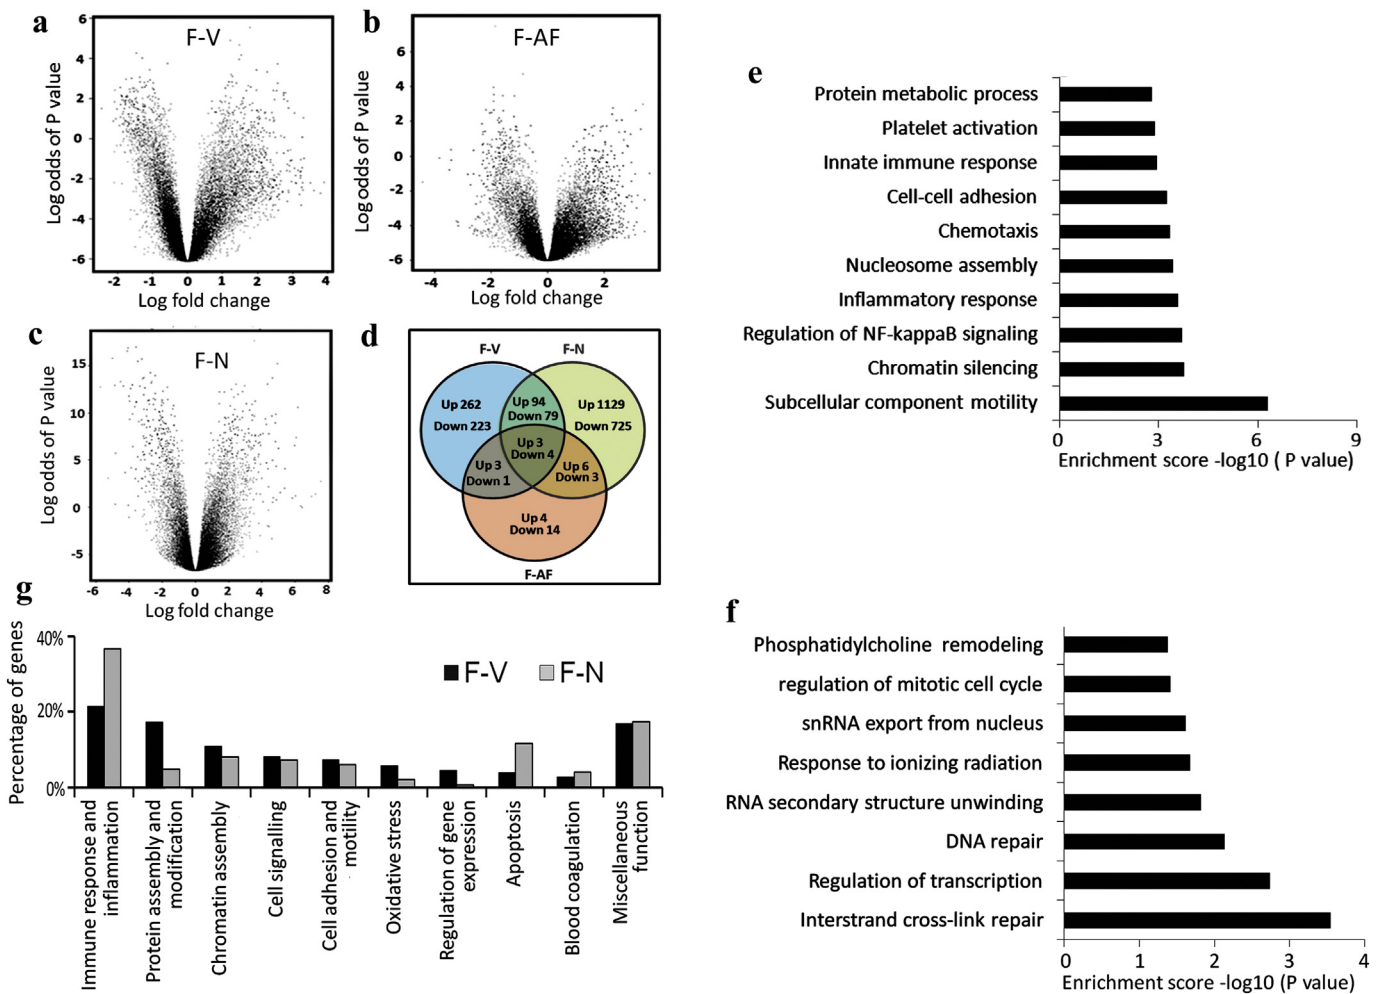 a
F-V
Log odds of P value
6
4
2
0
-2
-4
-6
-2 -1 0 1 2 3 4
Log fold change
b
F-AF
Log odds of P value
6
4
2
0
-2
-4
-6
-4 -2 0 2
Log fold change
c
F-N
Log odds of P value
15
10
5
0
-5
-6 -4 -2 0 2 4 6 8
Log fold change
d
F-V
F-N
Up 262
Down 223
Up 94
Down 79
Up 1129
Down 725
Up 3
Down 4
Up 3
Down 1
Up 6
Down 3
Up 4
Down 14
F-AF
e
Protein metabolic process
Platelet activation
Innate immune response
Cell-cell adhesion
Chemotaxis
Nucleosome assembly
Inflammatory response
Regulation of NF-kappaB signaling
Chromatin silencing
Subcellular component motility
0 3 6 9
Enrichment score -log10 ( P value)
f
Phosphatidylcholine remodeling
regulation of mitotic cell cycle
snRNA export from nucleus
Response to ionizing radiation
RNA secondary structure unwinding
DNA repair
Regulation of transcription
Interstrand cross-link repair
0 1 2 3 4
Enrichment score -log10 (P value)
g
Percentage of genes
40%
20%
0%
F-V F-N
Immune response and
inflammation
Protein assembly and
modification
Chromatin assembly
Cell signalling
Cell adhesion and
motility
Oxidative stress
Regulation of gene
expression
Apoptosis
Blood coagulation
Miscellaneous
function